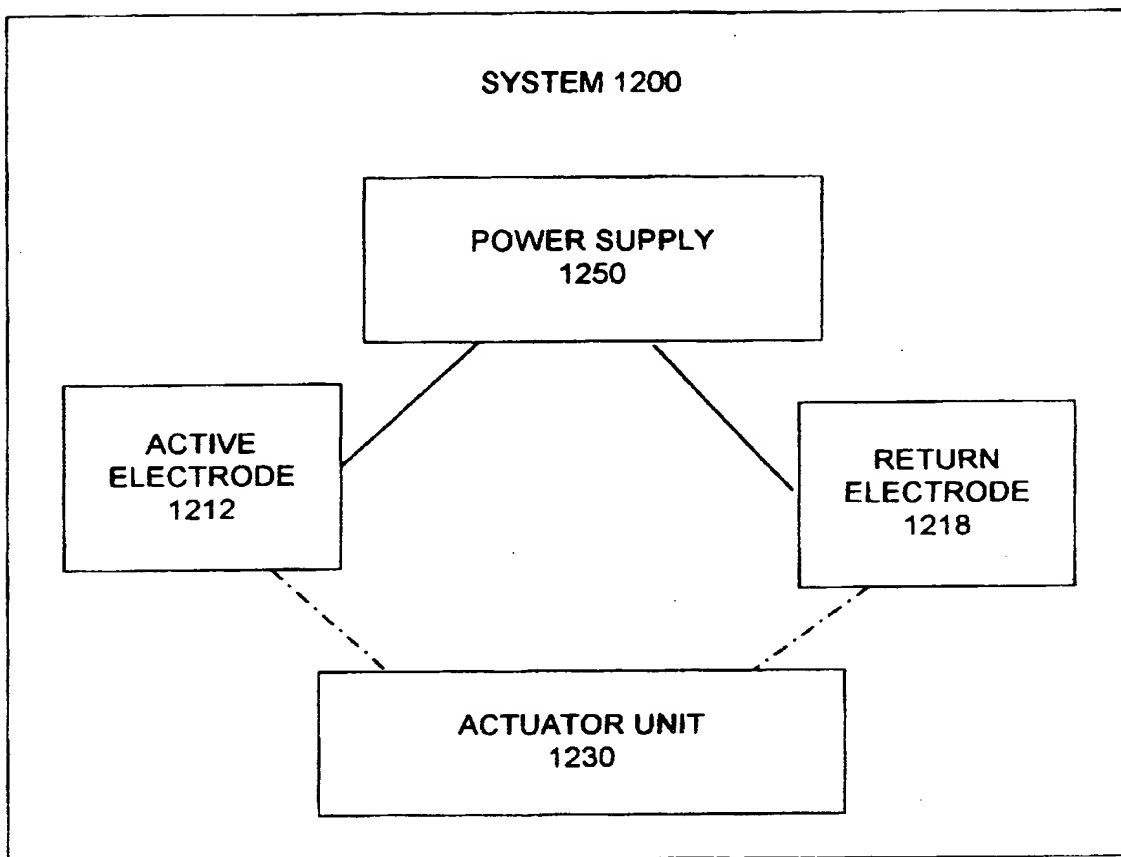 SYSTEM 1200
POWER SUPPLY
1250
ACTIVE
ELECTRODE
1212
RETURN
ELECTRODE
1218
ACTUATOR UNIT
1230